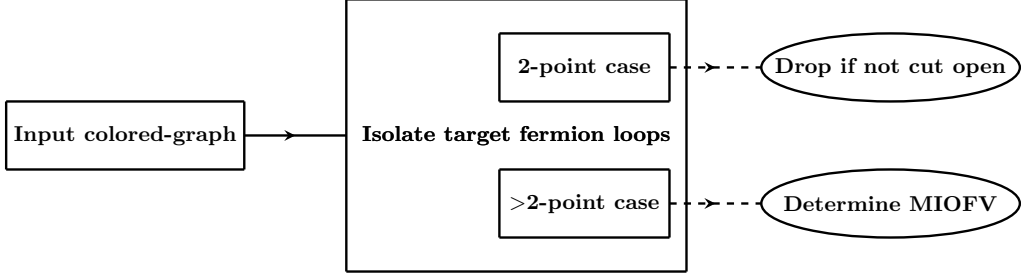 Input colored-graph
Isolate target fermion loops
2-point case
>2-point case
Drop if not cut open
Determine MIOFV